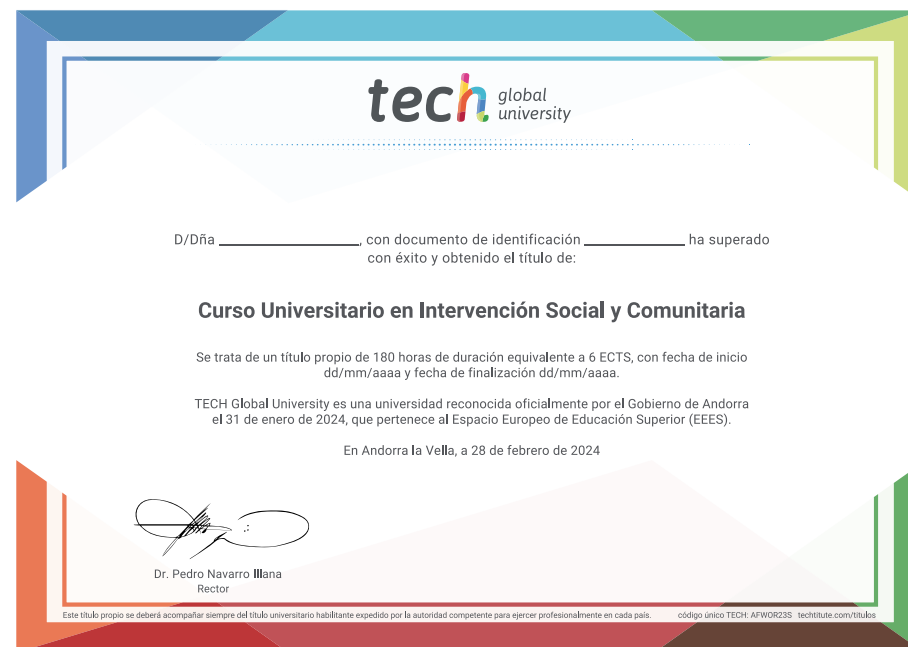 tech global university
D/Dña ____________________, con documento de identificación ______________ ha superado
con éxito y obtenido el título de:
Curso Universitario en Intervención Social y Comunitaria
Se trata de un título propio de 180 horas de duración equivalente a 6 ECTS, con fecha de inicio
dd/mm/aaaa y fecha de finalización dd/mm/aaaa.
TECH Global University es una universidad reconocida oficialmente por el Gobierno de Andorra
el 31 de enero de 2024, que pertenece al Espacio Europeo de Educación Superior (EEES).
En Andorra la Vella, a 28 de febrero de 2024
Dr. Pedro Navarro Illana
Rector
Este título propio se deberá acompañar siempre del título universitario habilitante expedido por la autoridad competente para ejercer profesionalmente en cada país. código único TECH: AFWOR23S techtitute.com/titulos